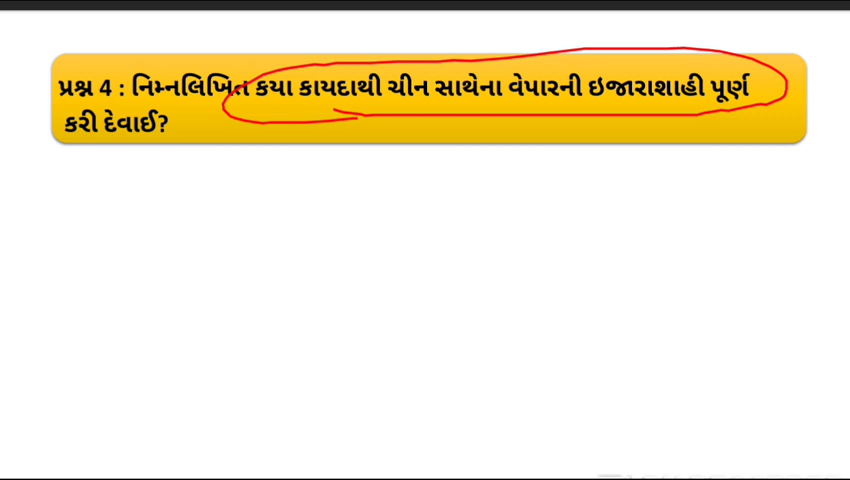 પ્રશ્ન 4 : નિમ્નલિખિત કયા કાયદાથી ચીન સાથેના વેપારની ઇજારાશાહી પૂર્ણ
કરી દેવાઈ?